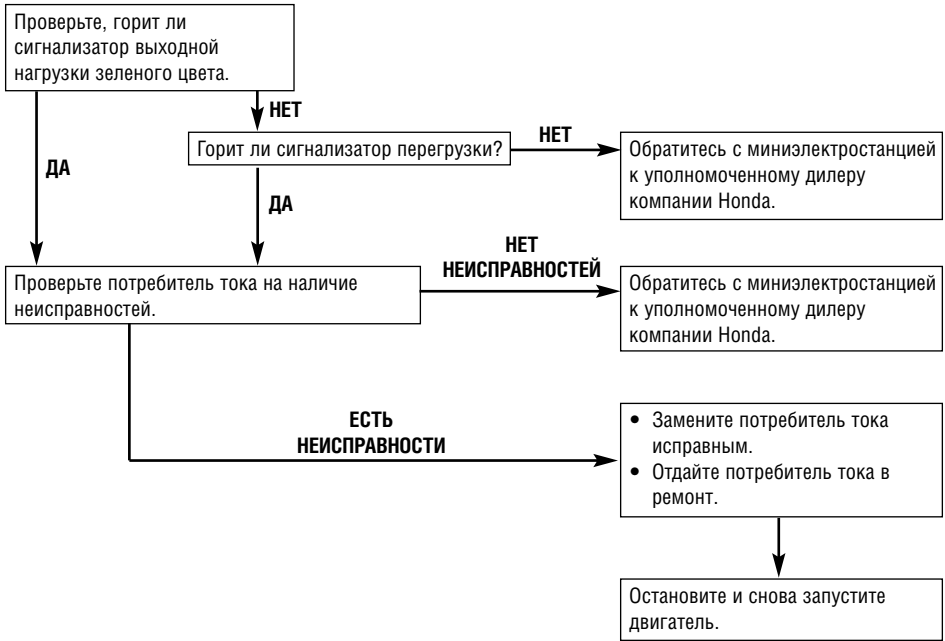 Проверьте, горит ли
сигнализатор выходной
нагрузки зеленого цвета.
НЕТ
ДА
Горит ли сигнализатор перегрузки?
НЕТ
Обратитесь с миниэлектростанцией
к уполномоченному дилеру
компании Honda.
ДА
Проверьте потребитель тока на наличие
неисправностей.
НЕТ
НЕИСПРАВНОСТЕЙ
Обратитесь с миниэлектростанцией
к уполномоченному дилеру
компании Honda.
ЕСТЬ
НЕИСПРАВНОСТИ
• Замените потребитель тока
исправным.
• Отдайте потребитель тока в
ремонт.
Остановите и снова запустите
двигатель.